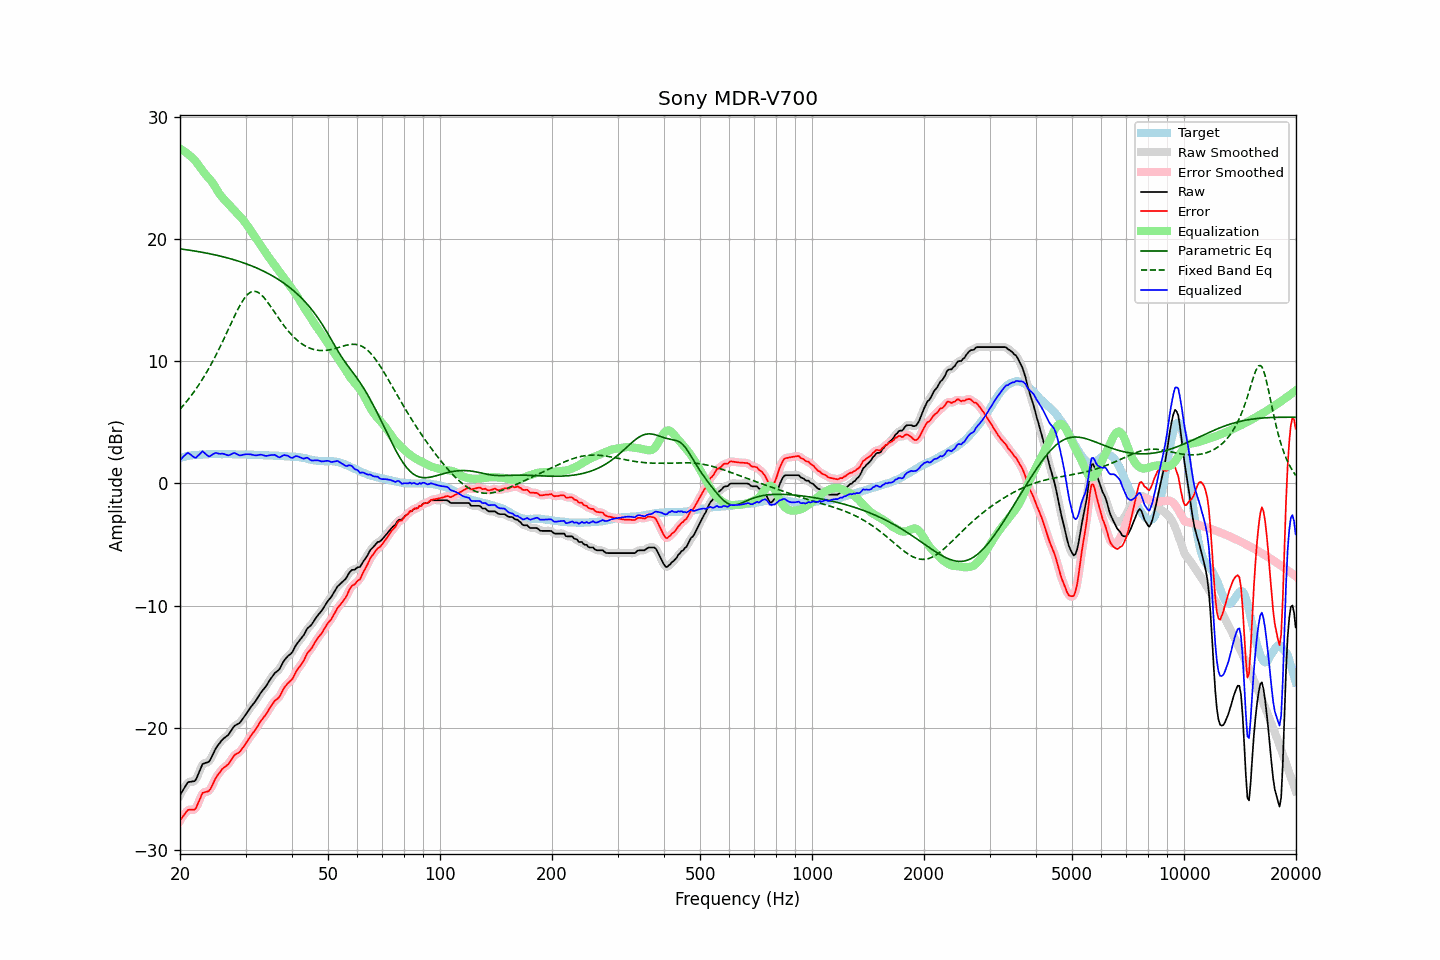 Sony MDR-V700
Amplitude (dBr)
30
20
10
0
−10
−20
−30
20
50
100
200
500
1000
2000
5000
10000
20000
Frequency (Hz)
Target
Raw Smoothed
Error Smoothed
Raw
Error
Equalization
Parametric Eq
Fixed Band Eq
Equalized